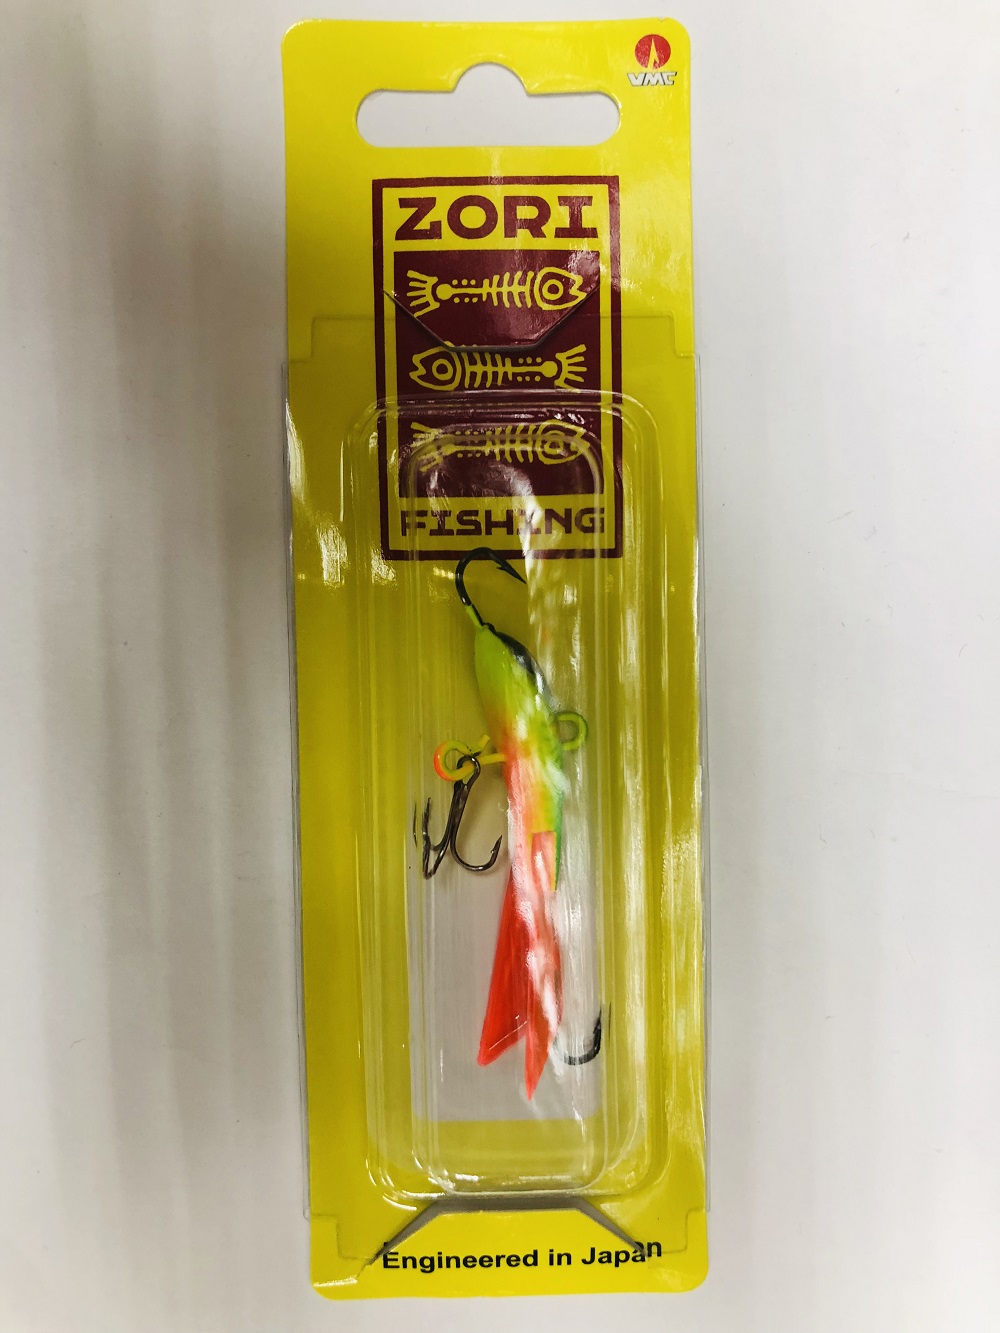 VMC
ZORI
FISHING
Engineered in Japan